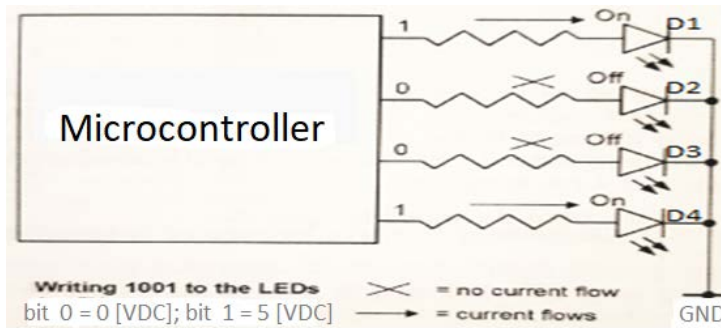 1 On D1
0 Off D2
Microcontroller
0 Off D3
1 On D4
Writing 1001 to the LEDs
= no current flow
bit 0 = 0 [VDC]; bit 1 = 5 [VDC]
= current flows
GND